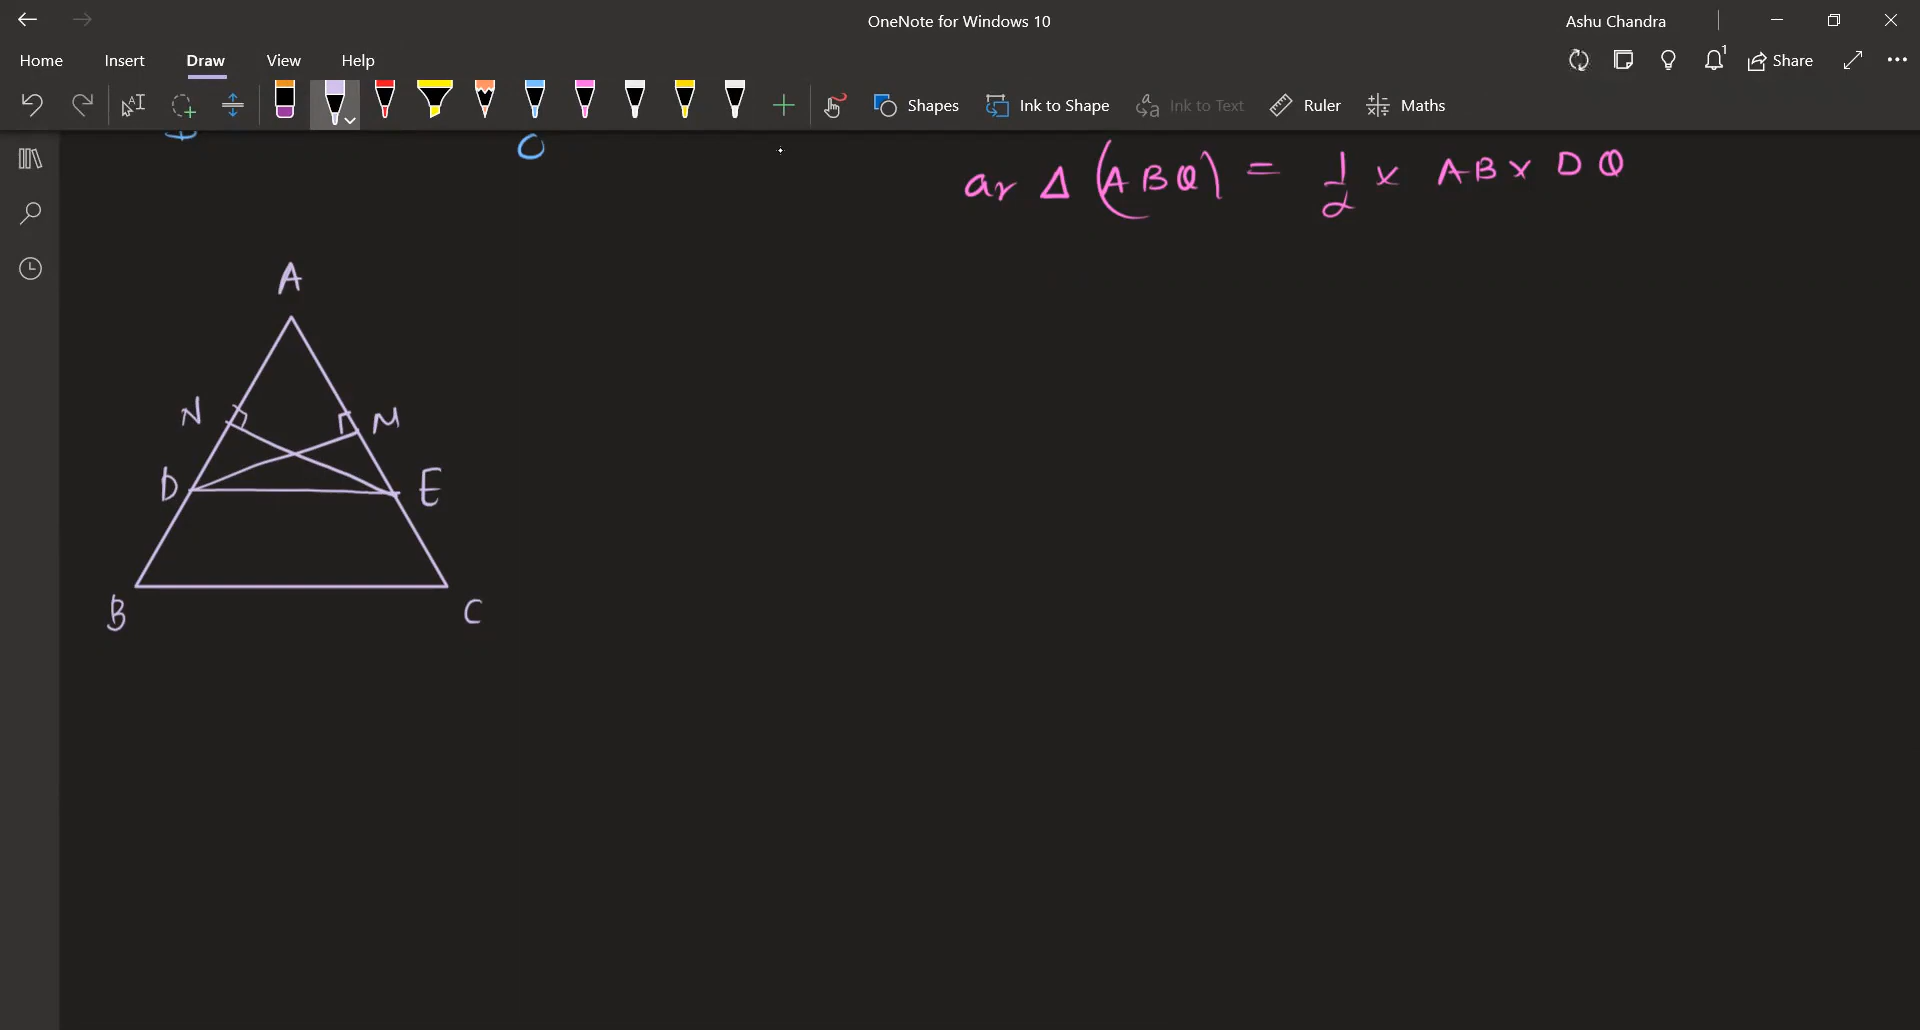 OneNote for Windows 10
Ashu Chandra
Home Insert Draw View Help
1
Share
Shapes Ink to Shape Ink to Text Ruler Maths
ar Δ (ABQ) = 1/2 × AB × DQ
A
N M
D E
B C